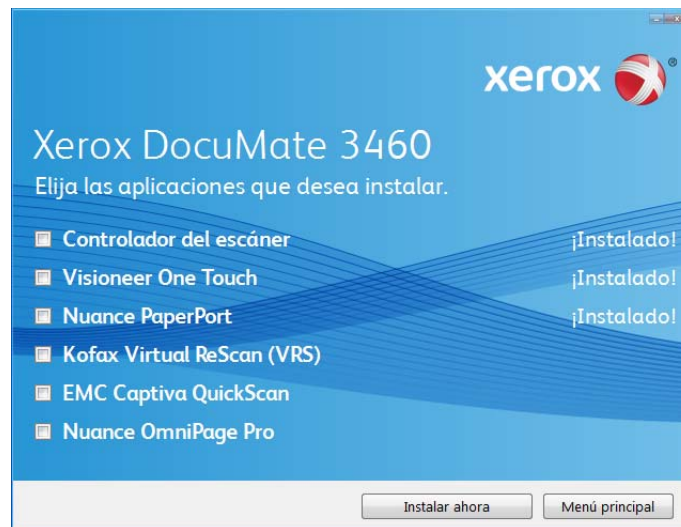 xerox
®
Xerox DocuMate 3460
Elija las aplicaciones que desea instalar.
Controlador del escáner ¡Instalado!
Visioneer One Touch ¡Instalado!
Nuance PaperPort ¡Instalado!
Kofax Virtual ReScan (VRS)
EMC Captiva QuickScan
Nuance OmniPage Pro
Instalar ahora Menú principal